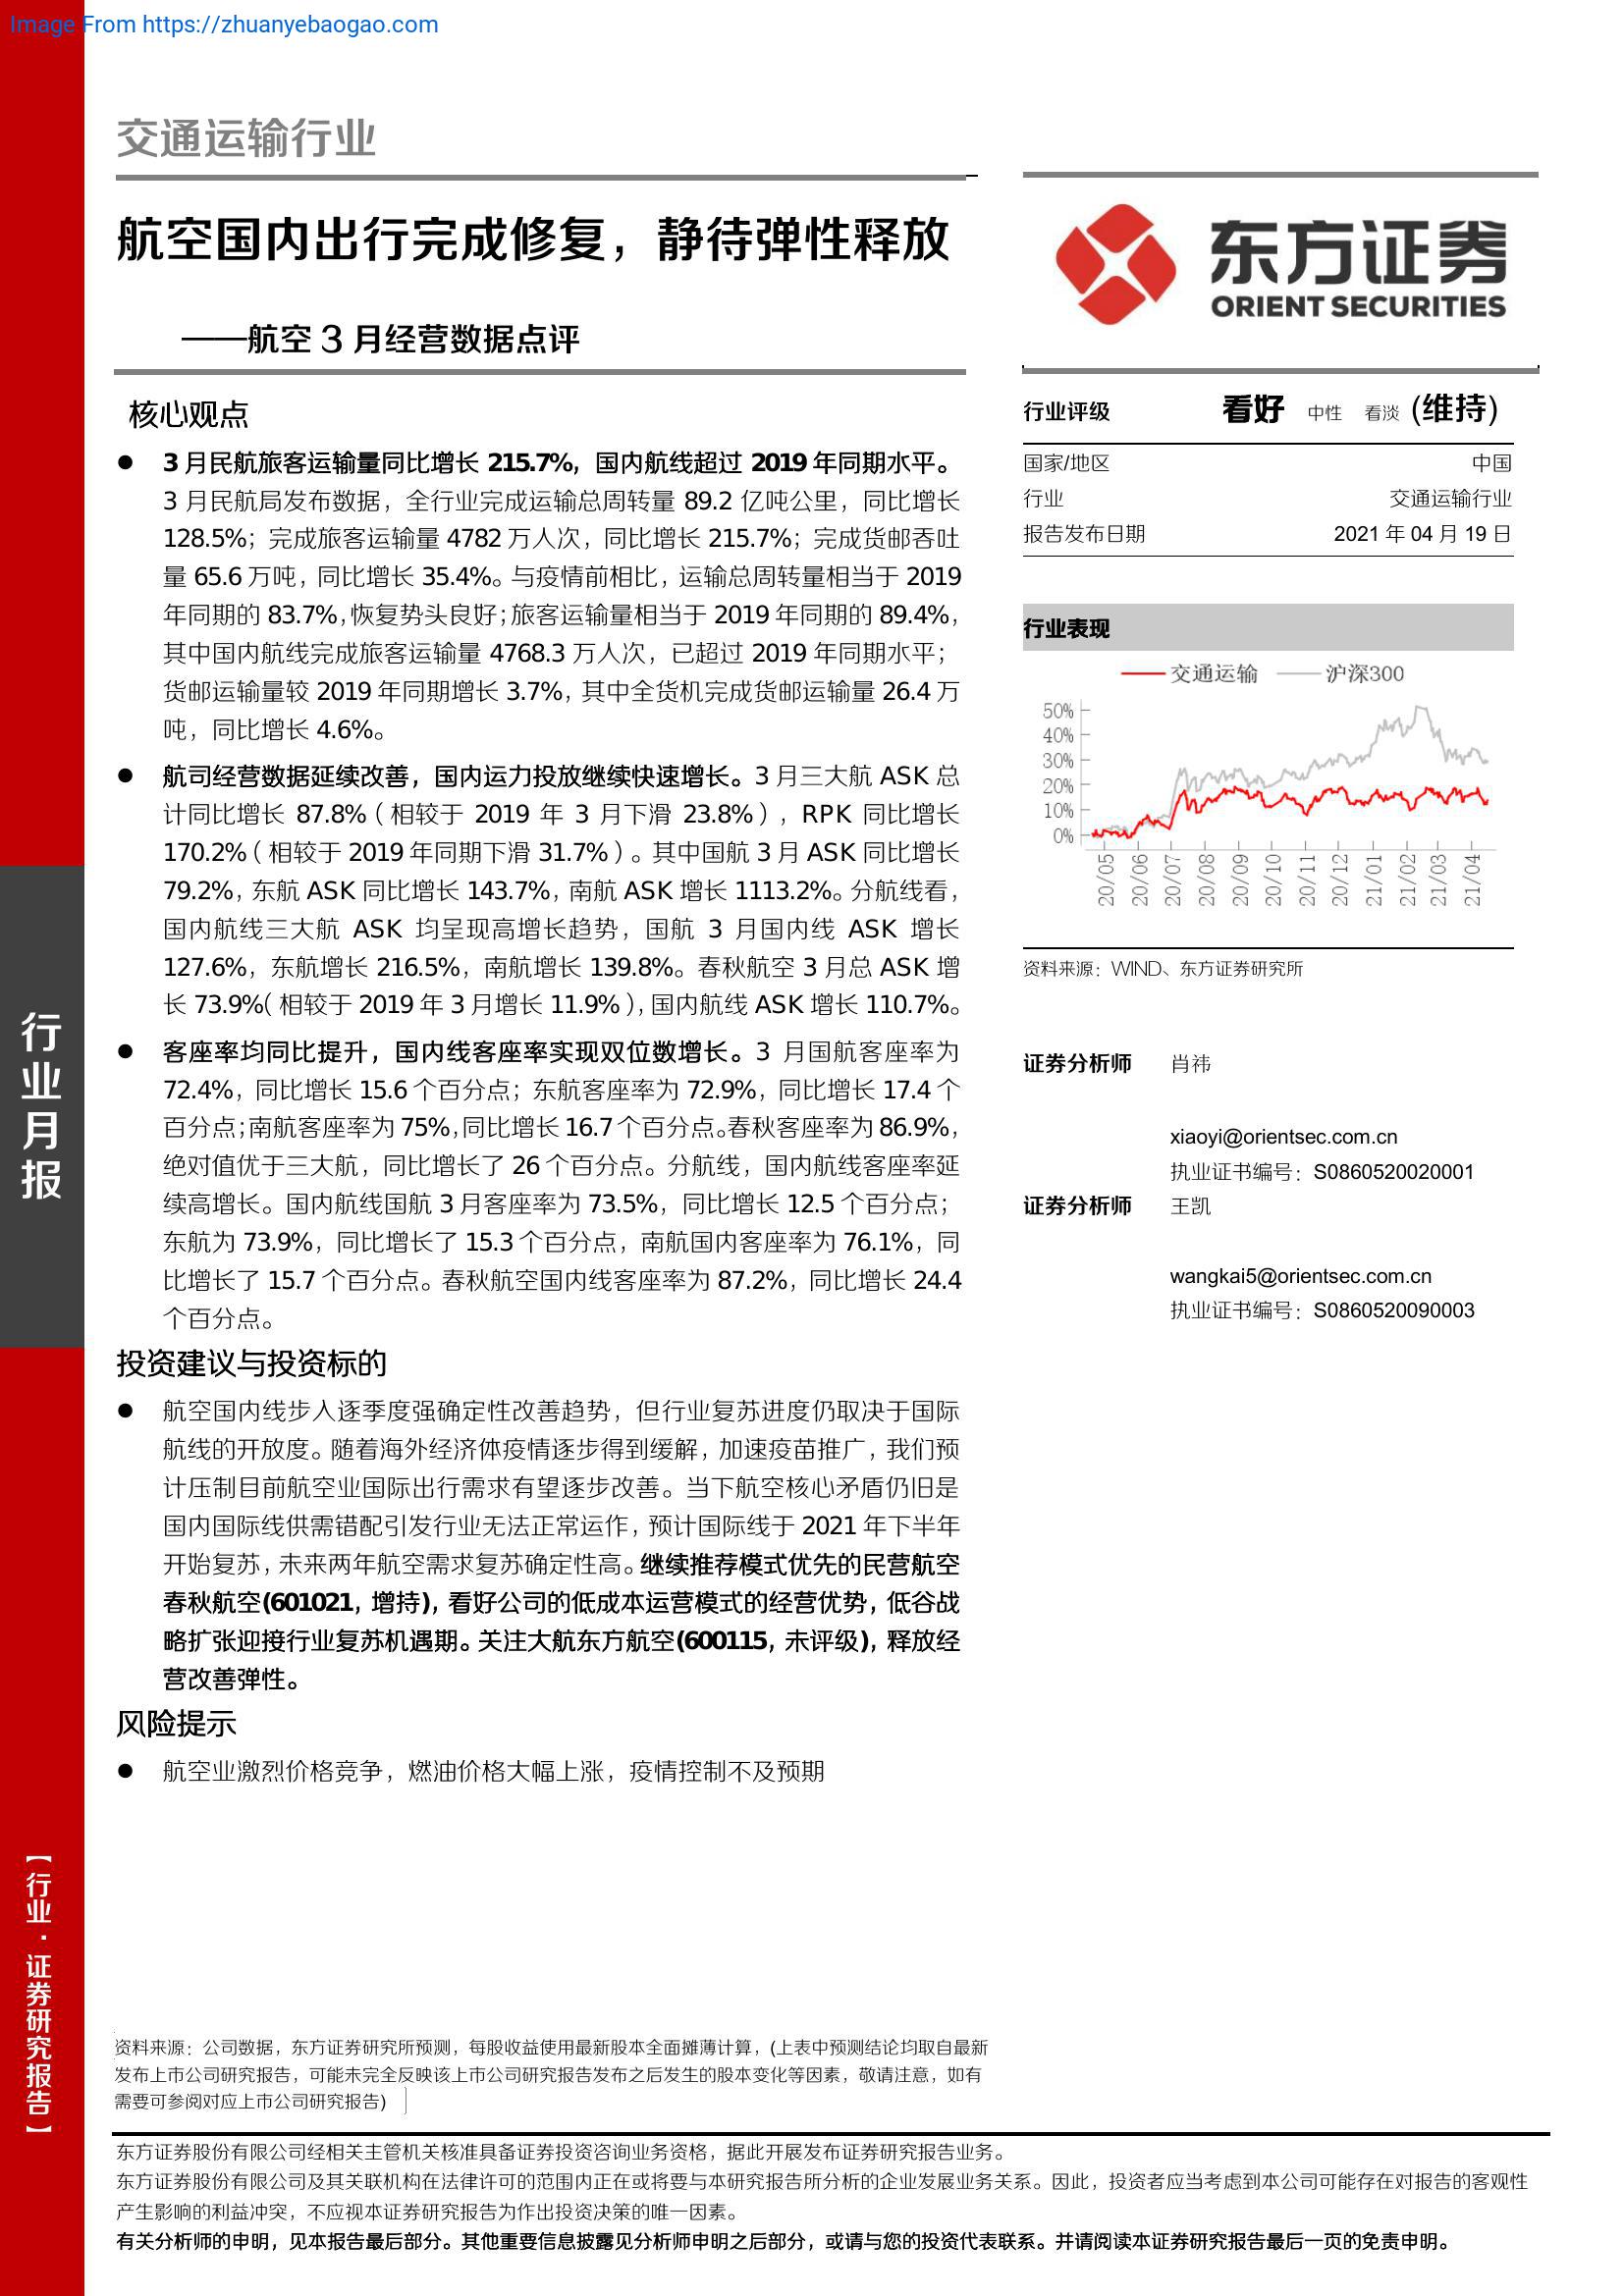 Image From https://zhuanyebaogao.com
交通运输行业
航空国内出行完成修复，静待弹性释放
——航空 3 月经营数据点评
核心观点
● 3 月民航旅客运输量同比增长 215.7%，国内航线超过 2019 年同期水平。
3 月民航局发布数据，全行业完成运输总周转量 89.2 亿吨公里，同比增长
128.5%；完成旅客运输量 4782 万人次，同比增长 215.7%；完成货邮吞吐
量 65.6 万吨，同比增长 35.4%。与疫情前相比，运输总周转量相当于 2019
年同期的 83.7%，恢复势头良好；旅客运输量相当于 2019 年同期的 89.4%，
其中国内航线完成旅客运输量 4768.3 万人次，已超过 2019 年同期水平；
货邮运输量较 2019 年同期增长 3.7%，其中全货机完成货邮运输量 26.4 万
吨，同比增长 4.6%。
● 航司经营数据延续改善，国内运力投放继续快速增长。3 月三大航 ASK 总
计同比增长 87.8%（相较于 2019 年 3 月下滑 23.8%），RPK 同比增长
170.2%（相较于 2019 年同期下滑 31.7%）。其中国航 3 月 ASK 同比增长
79.2%，东航 ASK 同比增长 143.7%，南航 ASK 增长 1113.2%。分航线看，
国内航线三大航 ASK 均呈现高增长趋势，国航 3 月国内线 ASK 增长
127.6%，东航增长 216.5%，南航增长 139.8%。春秋航空 3 月总 ASK 增
长 73.9%（相较于 2019 年 3 月增长 11.9%），国内航线 ASK 增长 110.7%。
● 客座率均同比提升，国内线客座率实现双位数增长。3 月国航客座率为
72.4%，同比增长 15.6 个百分点；东航客座率为 72.9%，同比增长 17.4 个
百分点；南航客座率为 75%，同比增长 16.7 个百分点。春秋客座率为 86.9%，
绝对值优于三大航，同比增长了 26 个百分点。分航线，国内航线客座率延
续高增长。国内航线国航 3 月客座率为 73.5%，同比增长 12.5 个百分点；
东航为 73.9%，同比增长了 15.3 个百分点，南航国内客座率为 76.1%，同
比增长了 15.7 个百分点。春秋航空国内线客座率为 87.2%，同比增长 24.4
个百分点。
投资建议与投资标的
● 航空国内线步入逐季度强确定性改善趋势，但行业复苏进度仍取决于国际
航线的开放度。随着海外经济体疫情逐步得到缓解，加速疫苗推广，我们预
计压制目前航空业国际出行需求有望逐步改善。当下航空核心矛盾仍旧是
国内国际线供需错配引发行业无法正常运作，预计国际线于 2021 年下半年
开始复苏，未来两年航空需求复苏确定性高。继续推荐模式优先的民营航空
春秋航空(601021，增持)，看好公司的低成本运营模式的经营优势，低谷战
略扩张迎接行业复苏机遇期。关注大航东方航空(600115，未评级)，释放经
营改善弹性。
风险提示
● 航空业激烈价格竞争，燃油价格大幅上涨，疫情控制不及预期
东方证券
ORIENT SECURITIES
行业评级 看好 中性 看淡 (维持)
国家/地区 中国
行业 交通运输行业
报告发布日期 2021 年 04 月 19 日
行业表现
交通运输 沪深300
50%
40%
30%
20%
10%
0%
20/05 20/06 20/07 20/08 20/09 20/10 20/11 20/12 21/01 21/02 21/03 21/04
资料来源：WIND、东方证券研究所
证券分析师 肖祎
xiaoyi@orientsec.com.cn
执业证书编号：S0860520020001
证券分析师 王凯
wangkai5@orientsec.com.cn
执业证书编号：S0860520090003
行业月报
【行业·证券研究报告】
资料来源：公司数据，东方证券研究所预测，每股收益使用最新股本全面摊薄计算，(上表中预测结论均取自最新
发布上市公司研究报告，可能未完全反映该上市公司研究报告发布之后发生的股本变化等因素，敬请注意，如有
需要可参阅对应上市公司研究报告)
东方证券股份有限公司经相关主管机关核准具备证券投资咨询业务资格，据此开展发布证券研究报告业务。
东方证券股份有限公司及其关联机构在法律许可的范围内正在或将要与本研究报告所分析的企业发展业务关系。因此，投资者应当考虑到本公司可能存在对报告的客观性
产生影响的利益冲突，不应视本证券研究报告为作出投资决策的唯一因素。
有关分析师的申明，见本报告最后部分。其他重要信息披露见分析师申明之后部分，或请与您的投资代表联系。并请阅读本证券研究报告最后一页的免责申明。